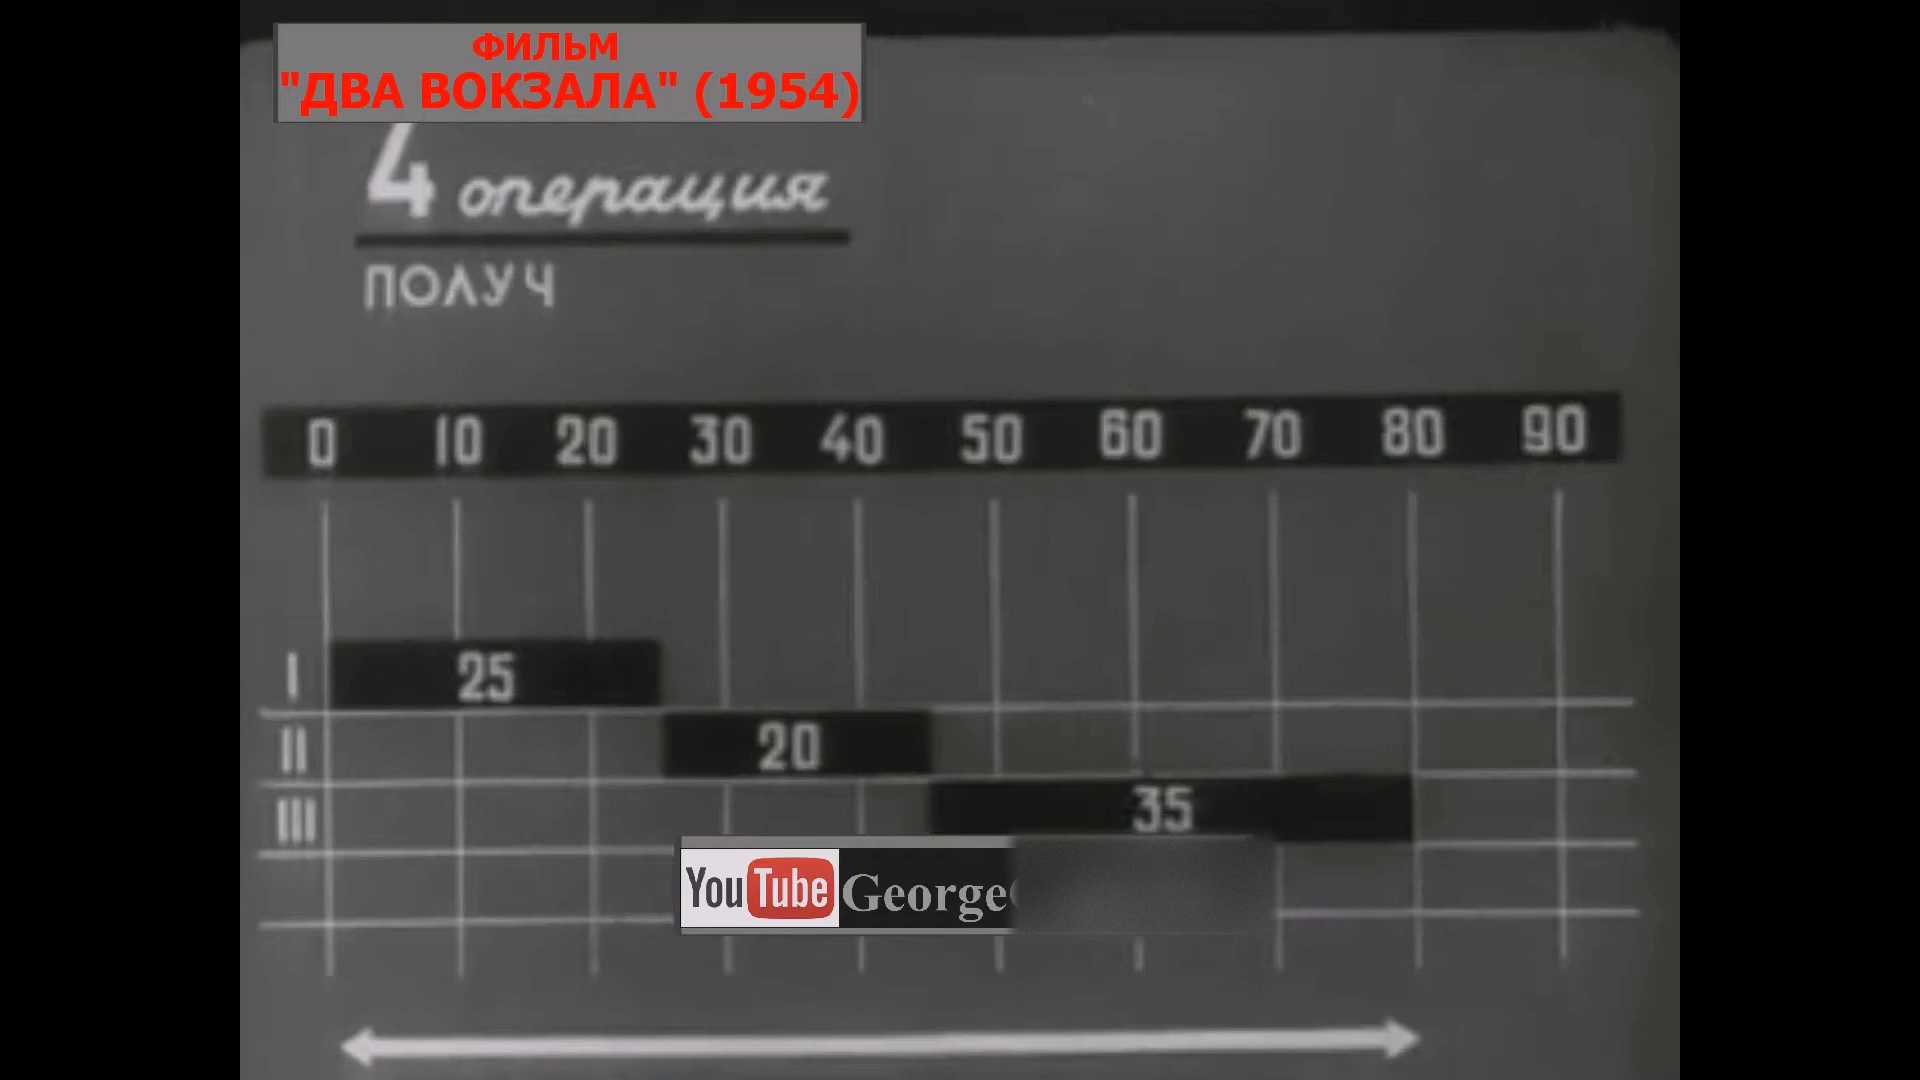 ФИЛЬМ
"ДВА ВОКЗАЛА" (1954)
4 операция
ПОЛУЧ
0 10 20 30 40 50 60 70 80 90
I 25
II 20
III 35
YouTube George